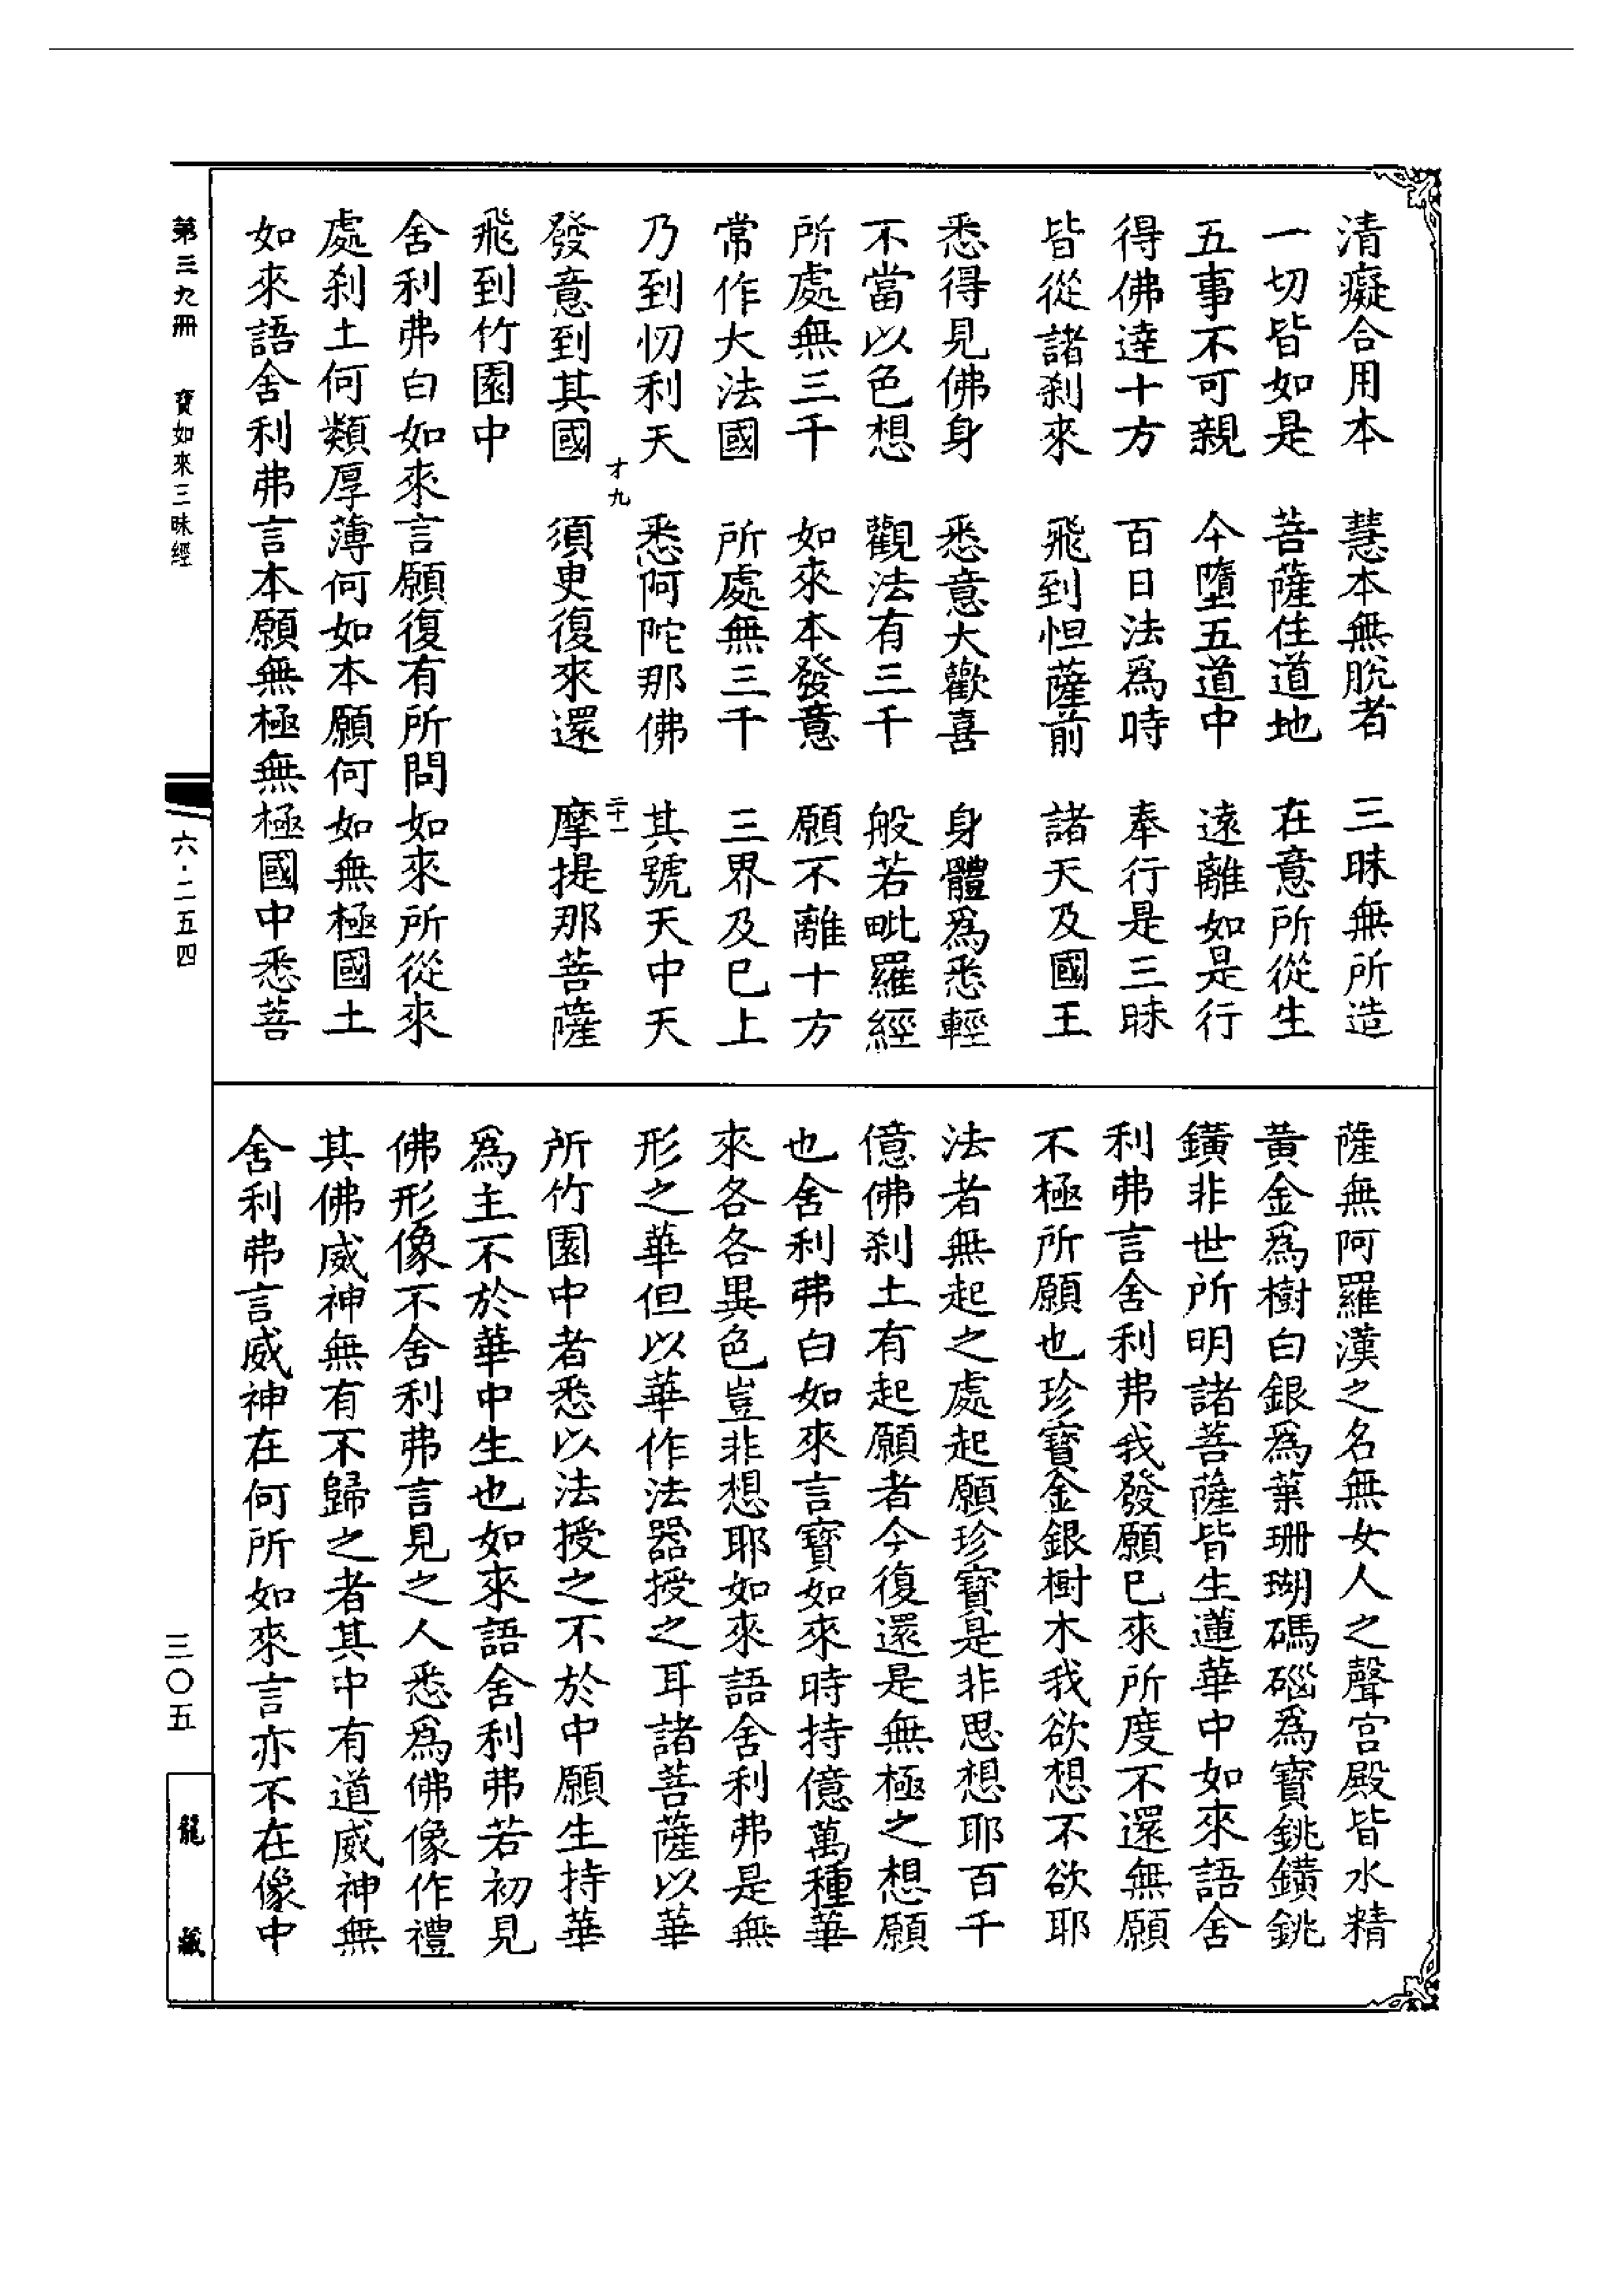 清癡合用本　慧本無脫者　三昧無所造
一切皆如是　菩薩住道地　在意所從生
五事不可親　今墮五道中　遠離如是行
得佛達十方　百日法爲時　奉行是三昧
皆從諸刹來　飛到怛薩前　諸天及國王
悉得見佛身　悉意大歡喜　身體爲悉輕
不當以色想　觀法有三千　般若毗羅經
所處無三千　如來本發意　願不離十方
常作大法國　所處無三千　三界及已上
乃到忉利天　悉阿陀那佛　其號天中天
才九　二十一
發意到其國　須臾復來還　摩提那菩薩
飛到竹園中
舍利弗白如來言願復有所問如來所從來
處刹土何類厚薄何如本願何如無極國土
如來語舍利弗言本願無極無極國中悉菩
薩無阿羅漢之名無女人之聲宮殿皆水精
黃金爲樹白銀爲葉珊瑚碼碯爲寶銚鑛銚
鑛非世所明諸菩薩皆生蓮華中如來語舍
利弗言舍利弗我發願已來所度不還無願
不極所願也珍寶金銀樹木我欲想不欲耶
法者無起之處起願珍寶是非思想耶百千
億佛刹土有起願者今復還是無極之想願
也舍利弗白如來言寶如來時持億萬種華
來各各異色豈非想耶如來語舍利弗是無
形之華但以華作法器授之耳諸菩薩以華
所竹園中者悉以法授之不於中願生持華
爲主不於華中生也如來語舍利弗若初見
佛形像不舍利弗言見之人悉爲佛像作禮
其佛威神無有不歸之者其中有道威神無
舍利弗言威神在何所如來言亦不在像中
第三九冊　寶如來三昧經
六·二五四
三〇五
龍藏